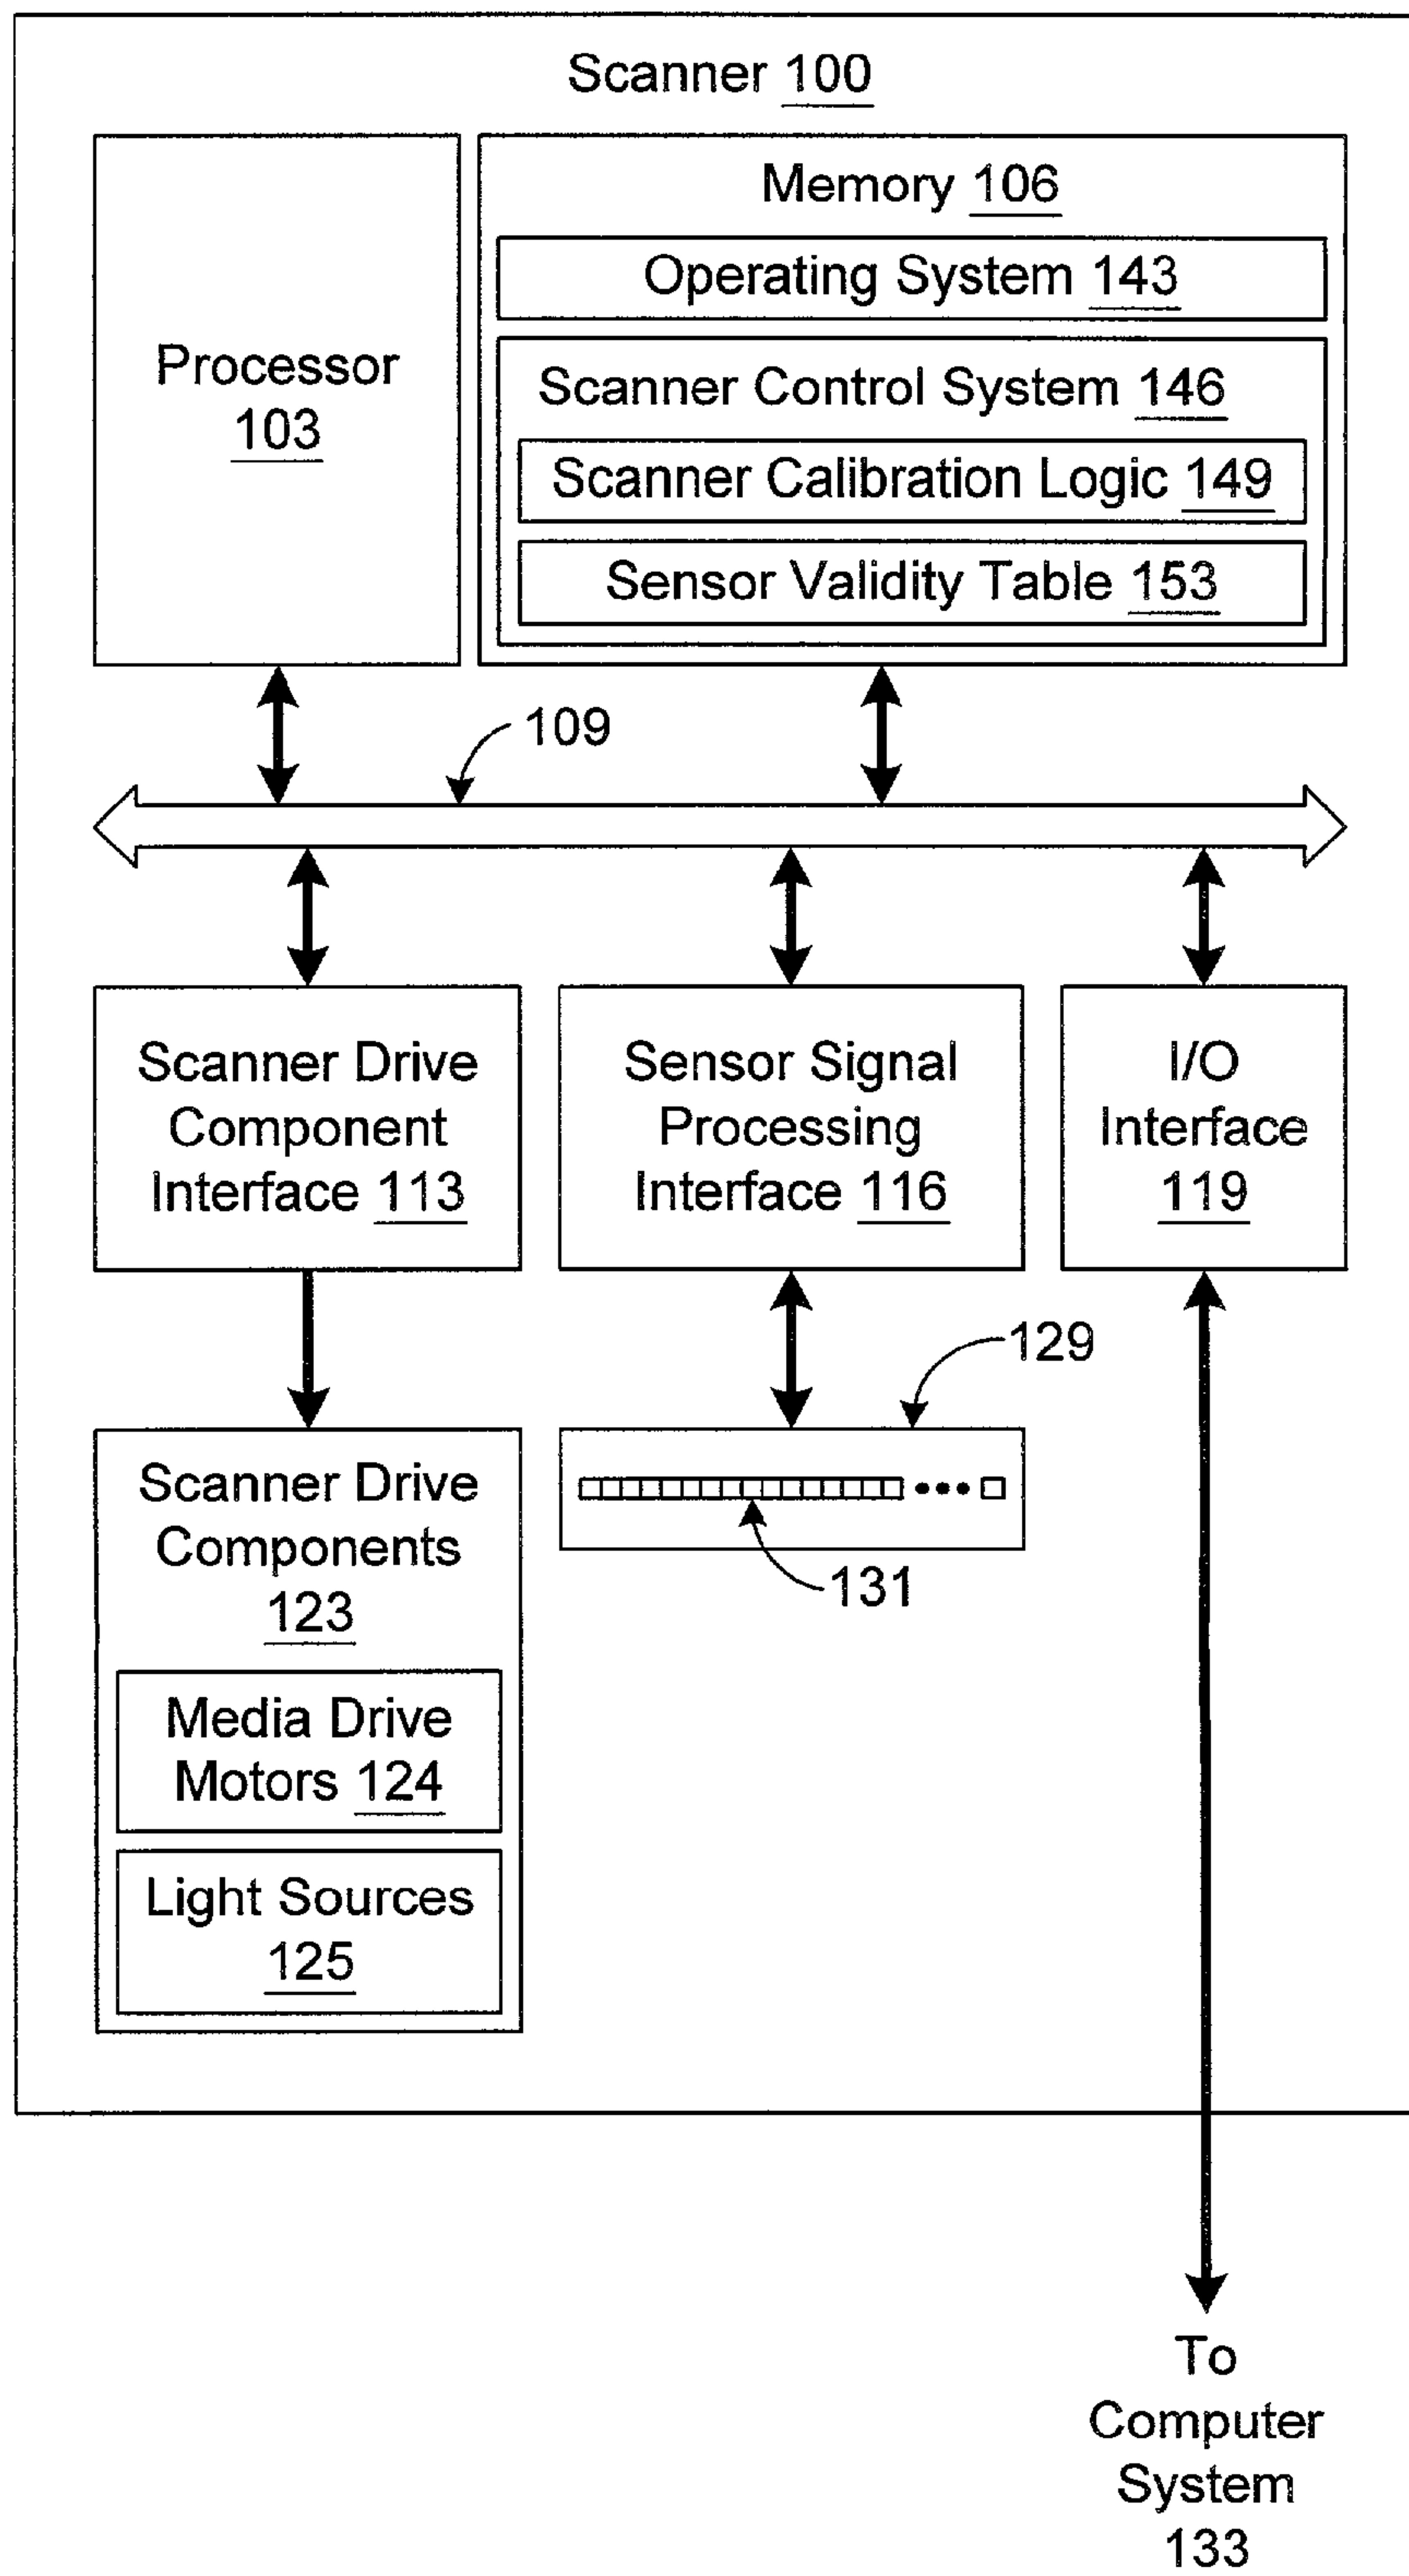 Scanner 100
Processor
103
Memory 106
Operating System 143
Scanner Control System 146
Scanner Calibration Logic 149
Sensor Validity Table 153
109
Scanner Drive
Component
Interface 113
Sensor Signal
Processing
Interface 116
I/O
Interface
119
129
131
Scanner Drive
Components
123
Media Drive
Motors 124
Light Sources
125
To
Computer
System
133